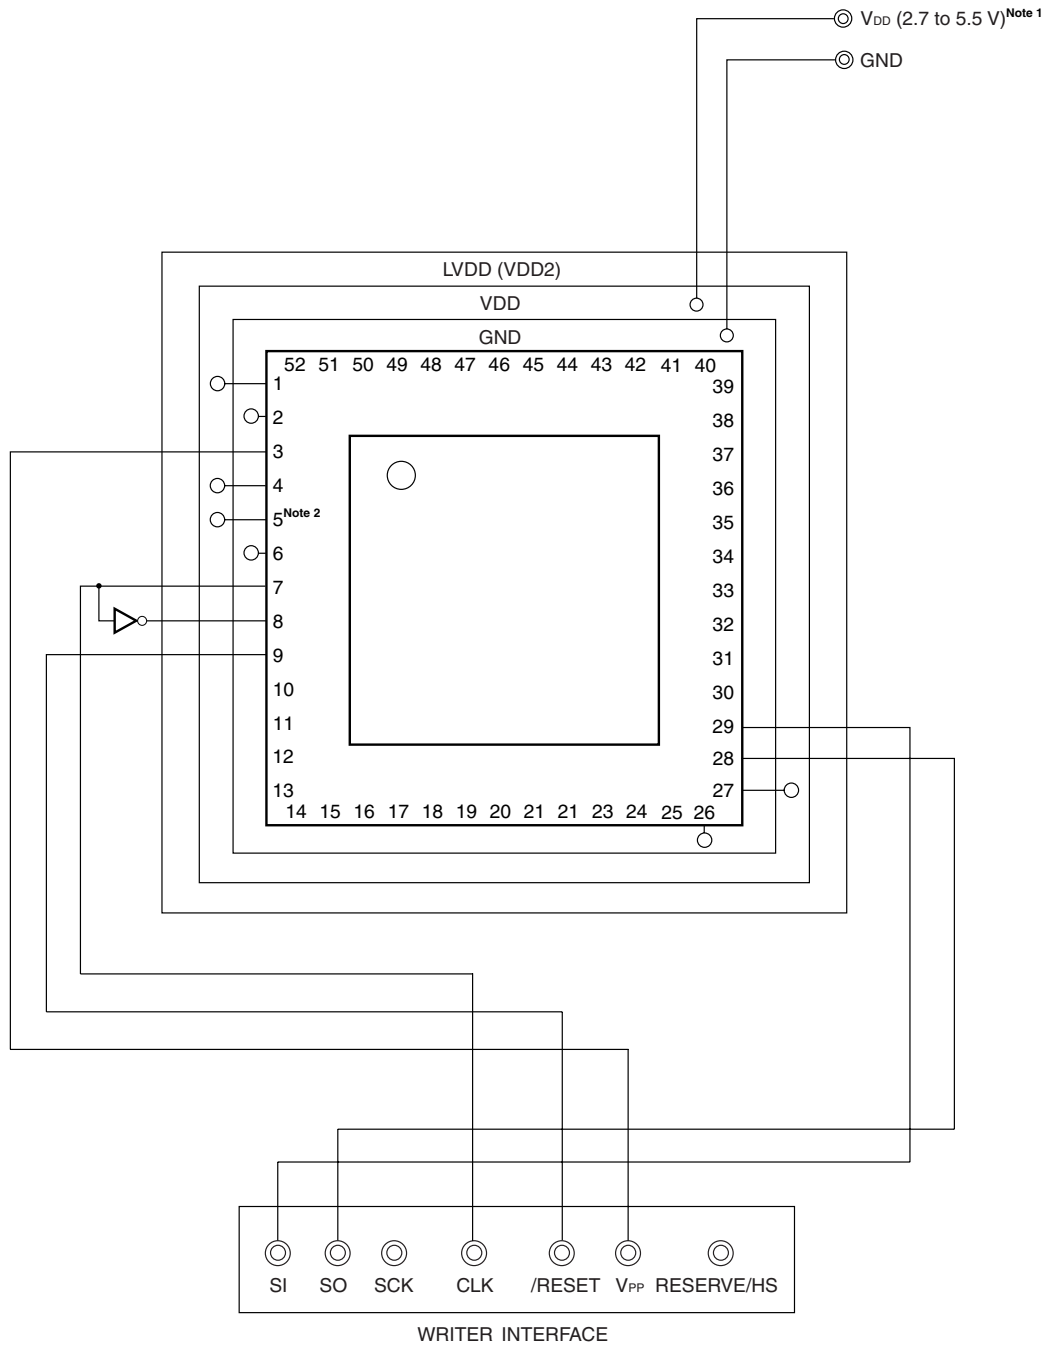 VDD (2.7 to 5.5 V)Note 1
GND
LVDD (VDD2)
VDD
GND
52 51 50 49 48 47 46 45 44 43 42 41 40
1 39
2 38
3 37
4 36
5Note 2 35
6 34
7 33
8 32
9 31
10 30
11 29
12 28
13 27
14 15 16 17 18 19 20 21 21 23 24 25 26
SI SO SCK CLK /RESET VPP RESERVE/HS
WRITER INTERFACE